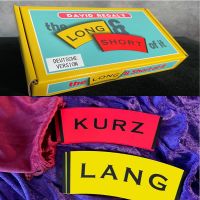 DAVID REGAL'S
the
LONG
&
SHORT
of it
DEUTSCHE
VERSION
the LONG & Short of it
KURZ
LANG